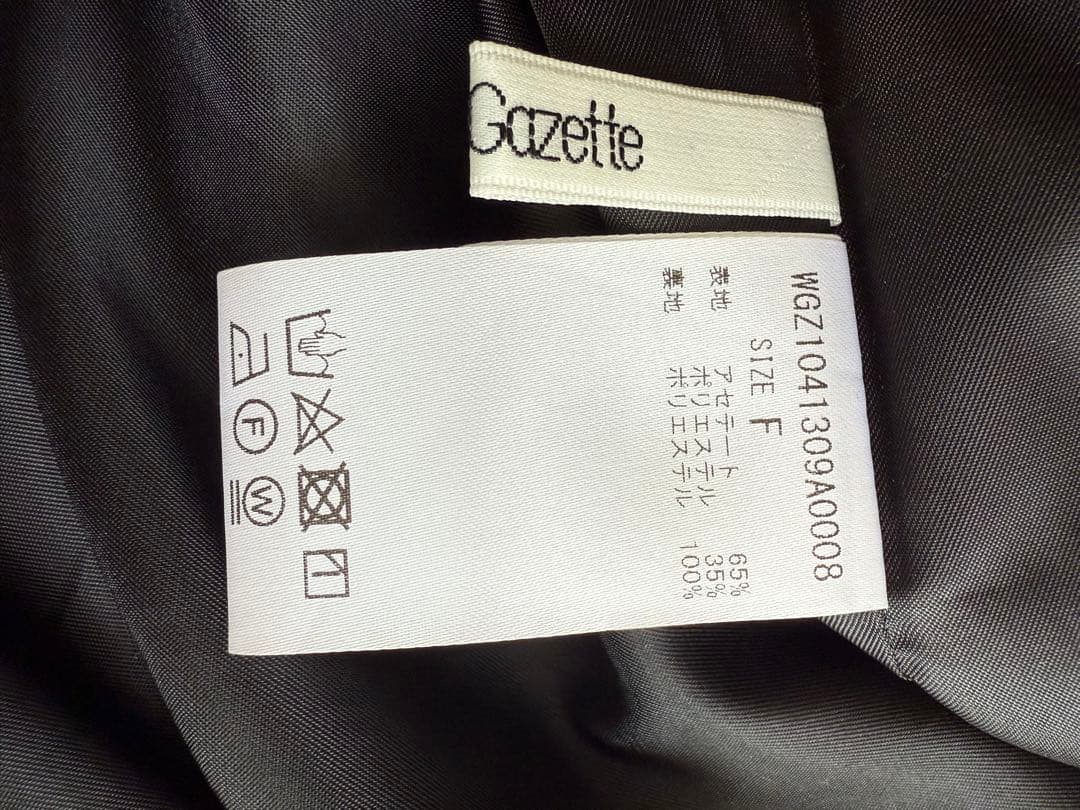 Gazette
WGZ1041309A0008
SIZE F
表地 アセテート 65%
ポリエステル 35%
裏地 ポリエステル 100%
F
W